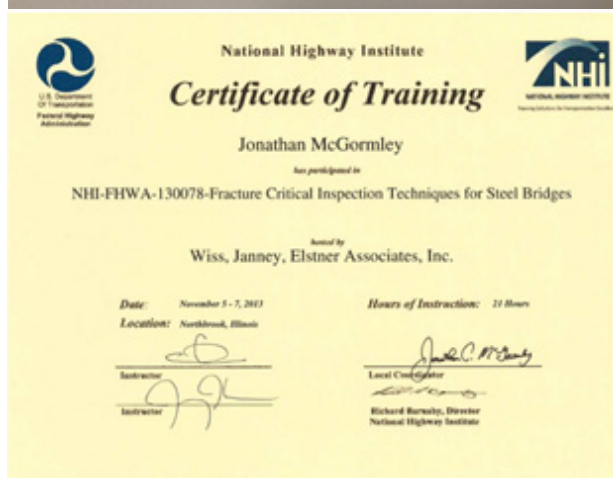 National Highway Institute
Certificate of Training
U.S. Department
Of Transportation
Federal Highway
Administration
NHI
NATIONAL HIGHWAY INSTITUTE
Jonathan McGormley
has participated in
NHI-FHWA-130078-Fracture Critical Inspection Techniques for Steel Bridges
hosted by
Wiss, Janney, Elstner Associates, Inc.
Date: November 5 - 7, 2013
Hours of Instruction: 21 Hours
Location: Northbrook, Illinois
Instructor
Local Coordinator
Instructor
Richard Barnaby, Director
National Highway Institute